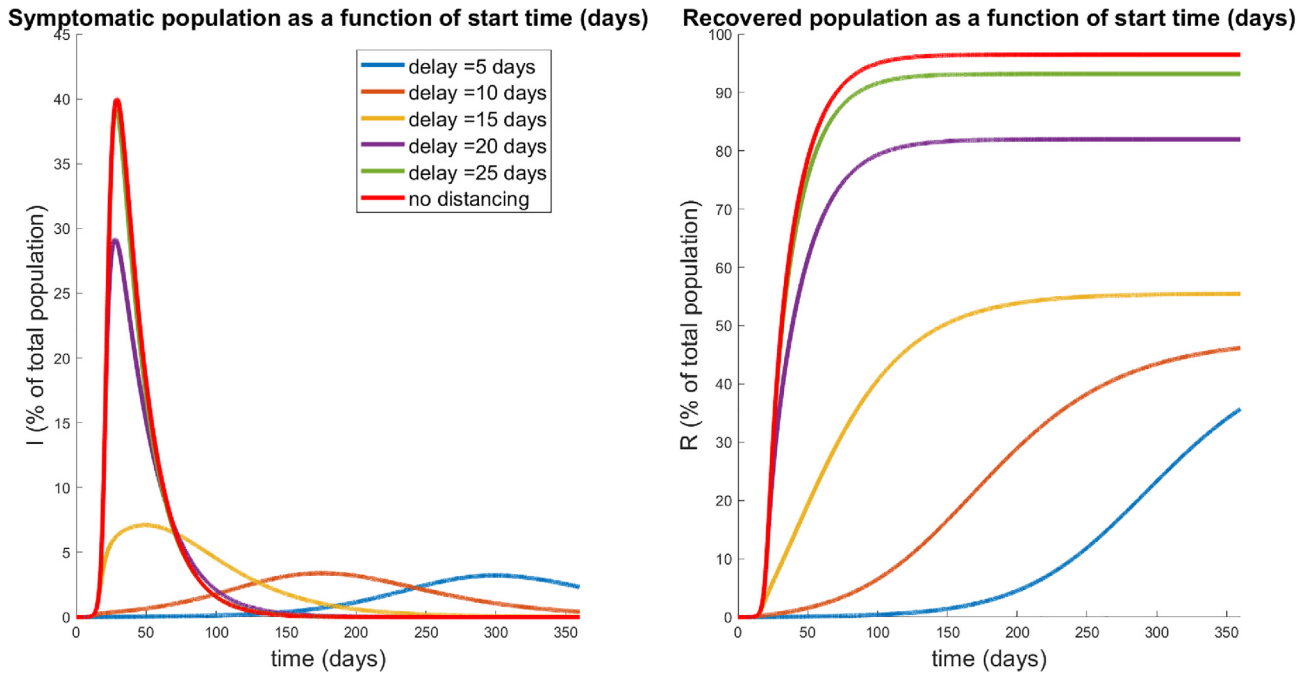 Symptomatic population as a function of start time (days)
45
40
35
30
25
20
15
10
5
0
I (% of total population)
delay =5 days
delay =10 days
delay =15 days
delay =20 days
delay =25 days
no distancing
0 50 100 150 200 250 300 350
time (days)
Recovered population as a function of start time (days)
100
90
80
70
60
50
40
30
20
10
0
R (% of total population)
0 50 100 150 200 250 300 350
time (days)